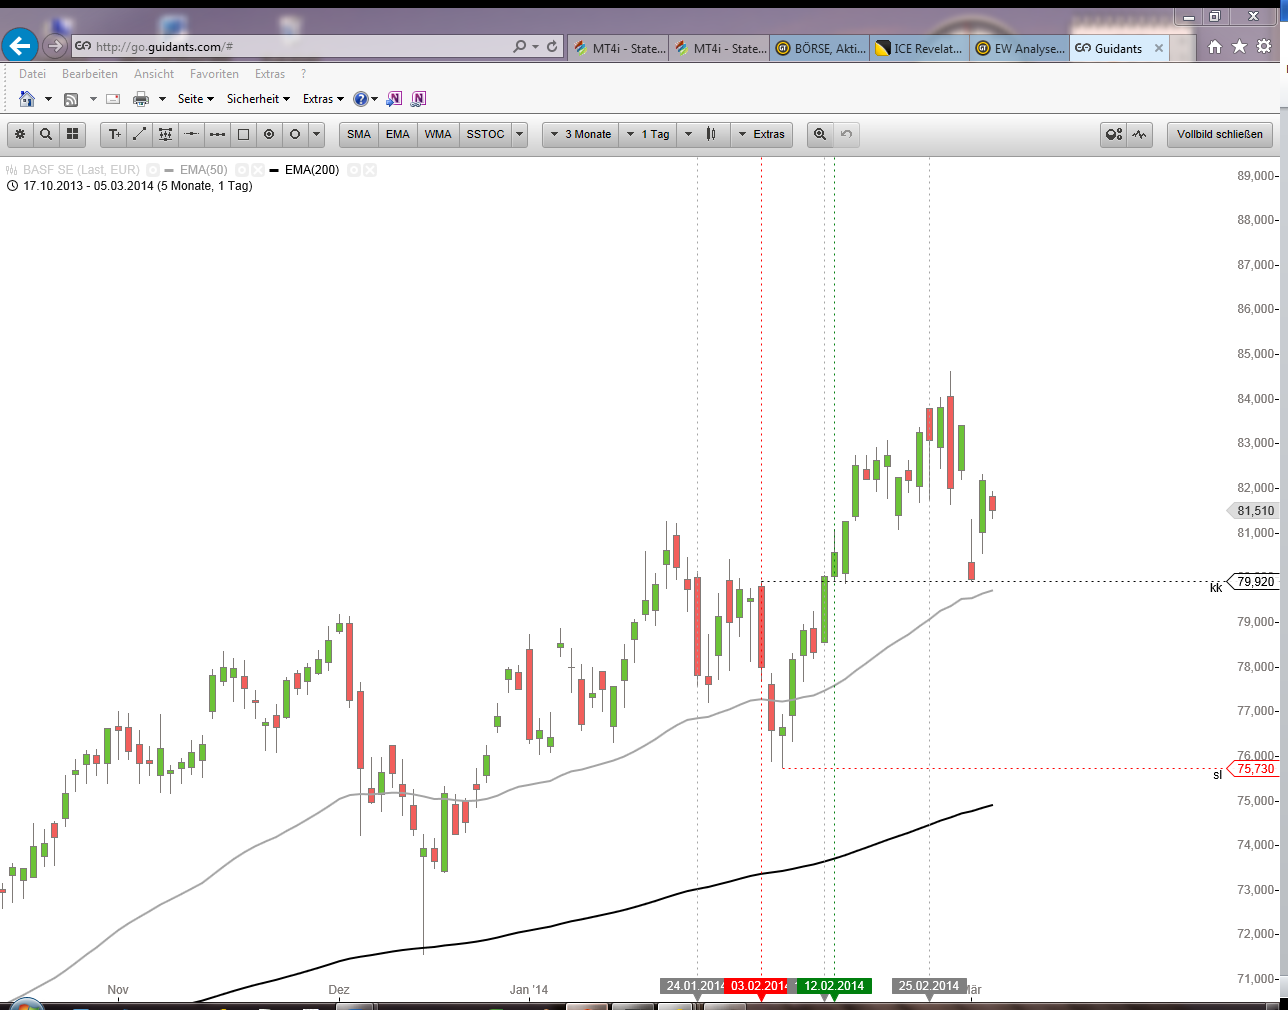 http://go.guidants.com/#
MT4i - State...
MT4i - State...
BÖRSE, Akti...
ICE Revelat...
EW Analyse...
Guidants
Datei Bearbeiten Ansicht Favoriten Extras ?
Seite Sicherheit Extras
T+ SMA EMA WMA SSTOC 3 Monate 1 Tag Extras Vollbild schließen
BASF SE (Last, EUR) EMA(50) EMA(200)
17.10.2013 - 05.03.2014 (5 Monate, 1 Tag)
89,000
88,000
87,000
86,000
85,000
84,000
83,000
82,000
81,510
81,000
79,920
kk
79,000
78,000
77,000
76,000
75,730
sl
75,000
74,000
73,000
72,000
71,000
Nov Dez Jan '14 24.01.2014 03.02.2014 12.02.2014 25.02.2014 Mär